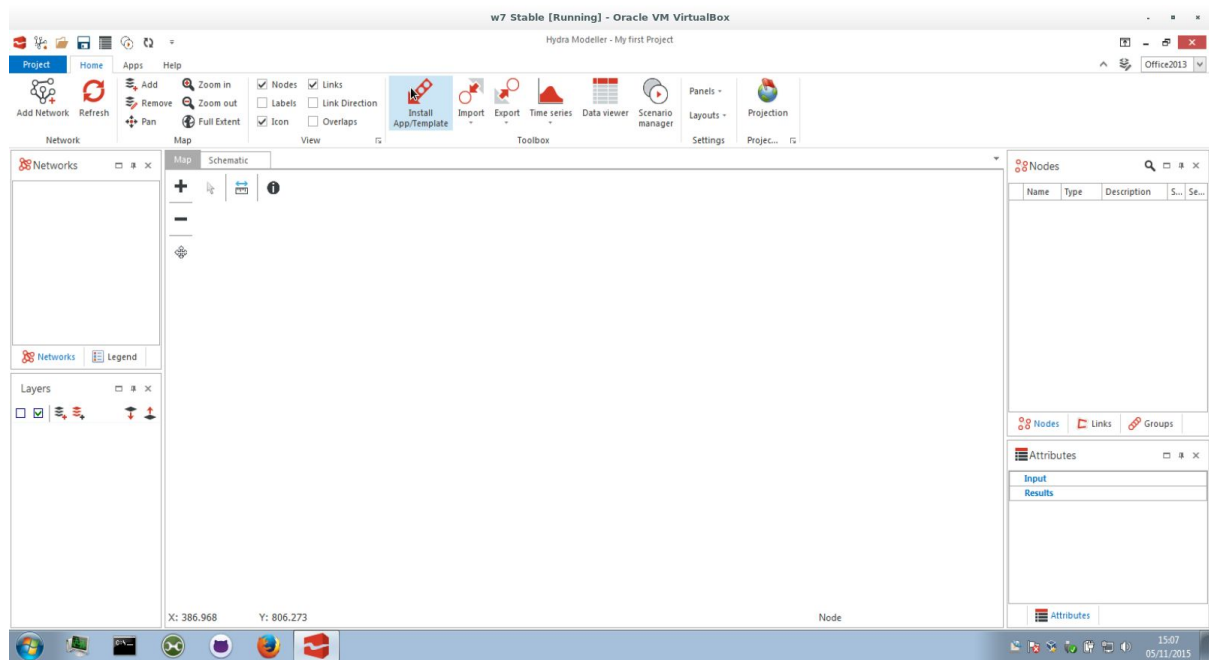 w7 Stable [Running] - Oracle VM VirtualBox
Hydra Modeller - My first Project
Project Home Apps Help Office2013
Add Network Refresh
Add
Remove
Pan
Zoom in
Zoom out
Full Extent
Nodes Links
Labels Link Direction
Icon Overlaps
Install App/Template
Import Export Time series Data viewer Scenario manager
Panels
Layouts
Projection
Network Map View Toolbox Settings Projec...
Networks
Map Schematic
Networks Legend
Layers
X: 386.968 Y: 806.273 Node
Nodes
Name Type Description S... Se...
Nodes Links Groups
Attributes
Input
Results
Attributes
15:07
05/11/2015